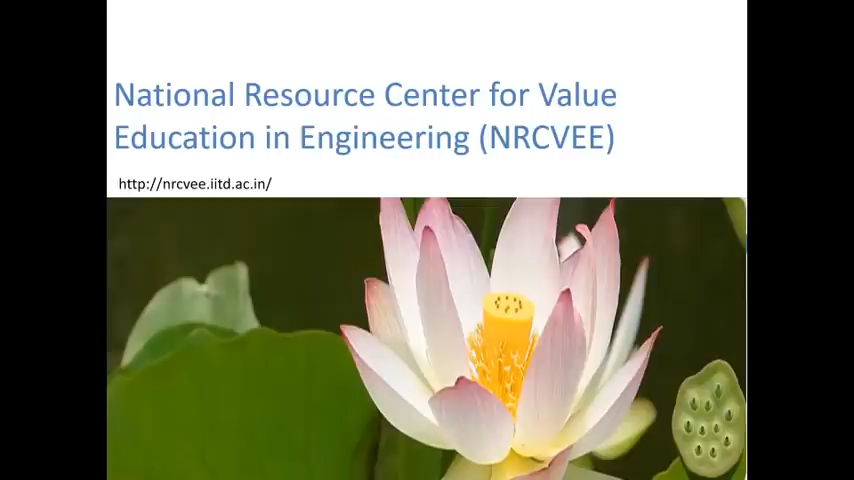 National Resource Center for Value
Education in Engineering (NRCVEE)
http://nrcvee.iitd.ac.in/